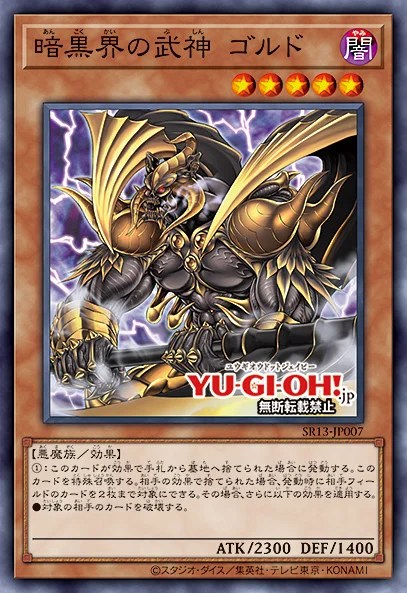 暗黒界の武神 ゴルド
闇
YU-GI-OH!.jp
ユウギオウドットジェイピー
無断転載禁止
SR13-JP007
【悪魔族／効果】
①：このカードが効果で手札から墓地へ捨てられた場合に発動する。この
カードを特殊召喚する。相手の効果で捨てられた場合、発動時に相手フィー
ルドのカードを２枚まで対象にできる。その場合、さらに以下の効果を適用する。
●対象の相手のカードを破壊する。
ATK/2300 DEF/1400
©スタジオ・ダイス／集英社・テレビ東京・KONAMI